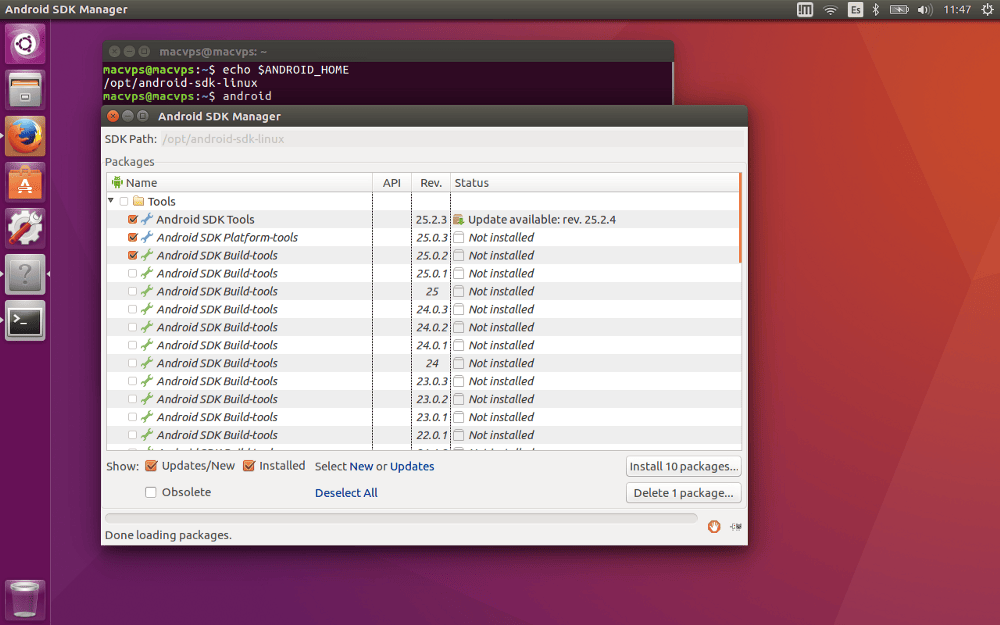 Android SDK Manager
Es
11:47
macvps@macvps: ~
macvps@macvps:~$ echo $ANDROID_HOME
/opt/android-sdk-linux
macvps@macvps:~$ android
Android SDK Manager
SDK Path: /opt/android-sdk-linux
Packages
Name API Rev. Status
Tools
Android SDK Tools 25.2.3 Update available: rev. 25.2.4
Android SDK Platform-tools 25.0.3 Not installed
Android SDK Build-tools 25.0.2 Not installed
Android SDK Build-tools 25.0.1 Not installed
Android SDK Build-tools 25 Not installed
Android SDK Build-tools 24.0.3 Not installed
Android SDK Build-tools 24.0.2 Not installed
Android SDK Build-tools 24.0.1 Not installed
Android SDK Build-tools 24 Not installed
Android SDK Build-tools 23.0.3 Not installed
Android SDK Build-tools 23.0.2 Not installed
Android SDK Build-tools 23.0.1 Not installed
Android SDK Build-tools 22.0.1 Not installed
Show: Updates/New Installed Select New or Updates Install 10 packages...
Obsolete Deselect All Delete 1 package...
Done loading packages.